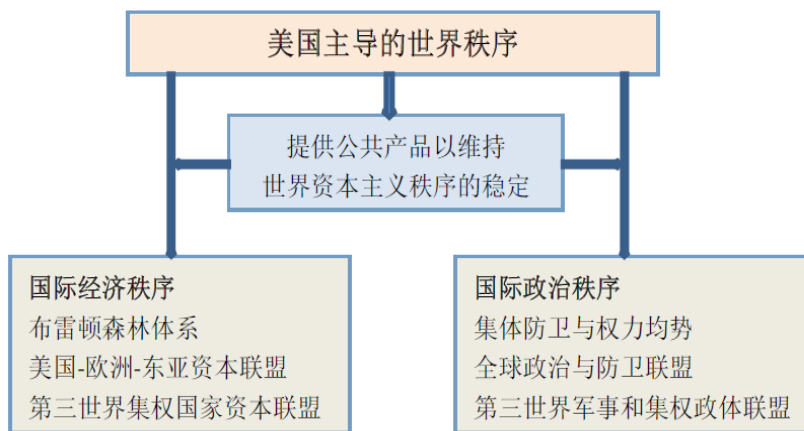 美国主导的世界秩序
提供公共产品以维持
世界资本主义秩序的稳定
国际经济秩序
布雷顿森林体系
美国-欧洲-东亚资本联盟
第三世界集权国家资本联盟
国际政治秩序
集体防卫与权力均势
全球政治与防卫联盟
第三世界军事和集权政体联盟